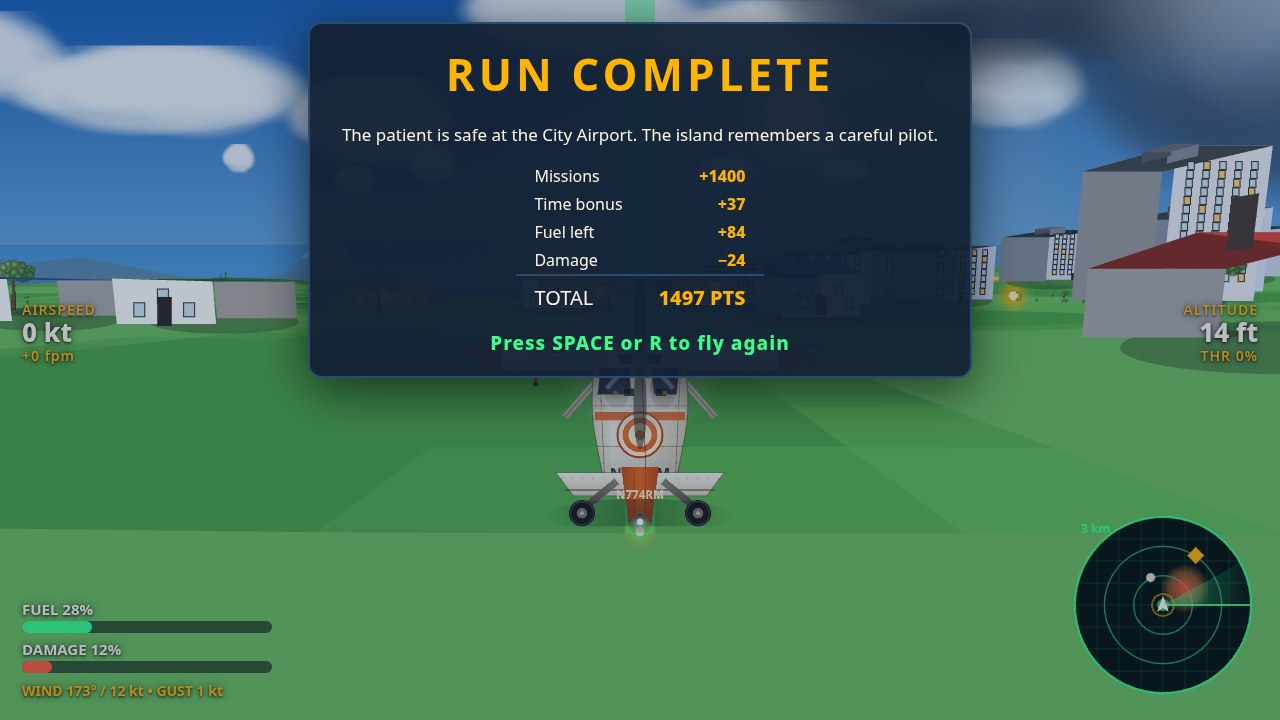 RUN COMPLETE
The patient is safe at the City Airport. The island remembers a careful pilot.
Missions +1400
Time bonus +37
Fuel left +84
Damage −24
TOTAL 1497 PTS
Press SPACE or R to fly again
AIRSPEED
0 kt
+0 fpm
ALTITUDE
14 ft
THR 0%
N774RM
3 km
FUEL 28%
DAMAGE 12%
WIND 173° / 12 kt • GUST 1 kt